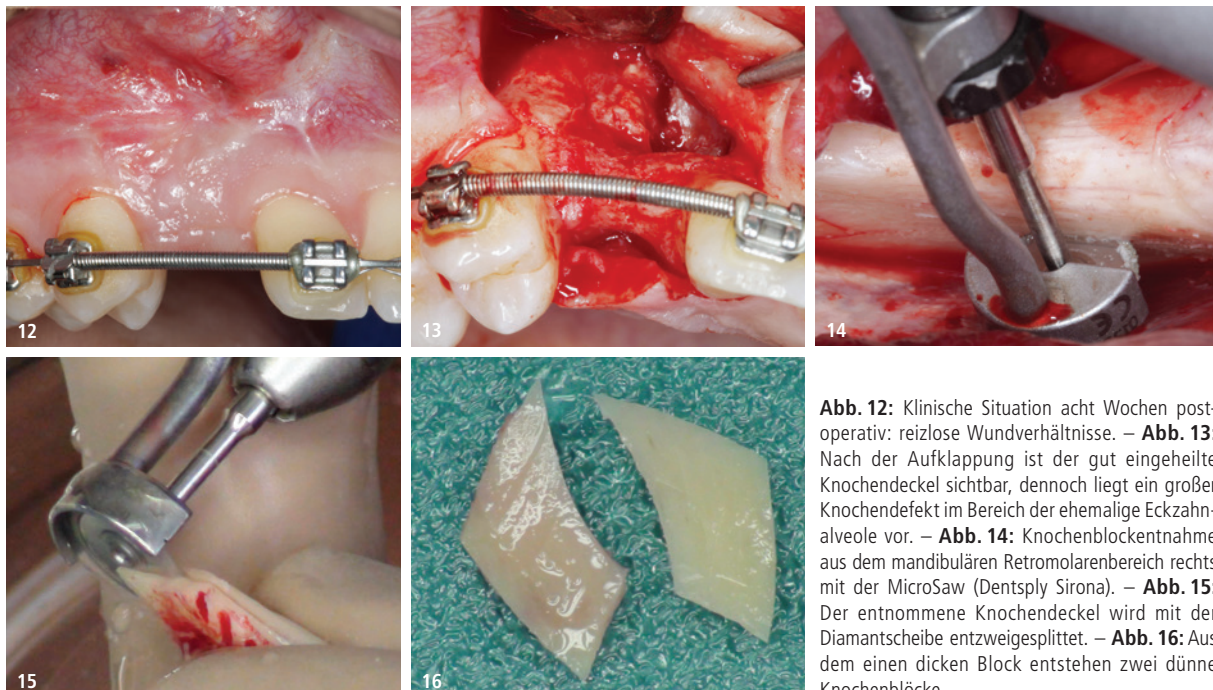 12
13
14
15
16
Abb. 12: Klinische Situation acht Wochen post-
operativ: reizlose Wundverhältnisse. – Abb. 13:
Nach der Aufklappung ist der gut eingeheilte
Knochendeckel sichtbar, dennoch liegt ein großer
Knochendefekt im Bereich der ehemalige Eckzahn-
alveole vor. – Abb. 14: Knochenblockentnahme
aus dem mandibulären Retromolarenbereich rechts
mit der MicroSaw (Dentsply Sirona). – Abb. 15:
Der entnommene Knochendeckel wird mit der
Diamantscheibe entzweigesplittet. – Abb. 16: Aus
dem einen dicken Block entstehen zwei dünne
Knochenblöcke.